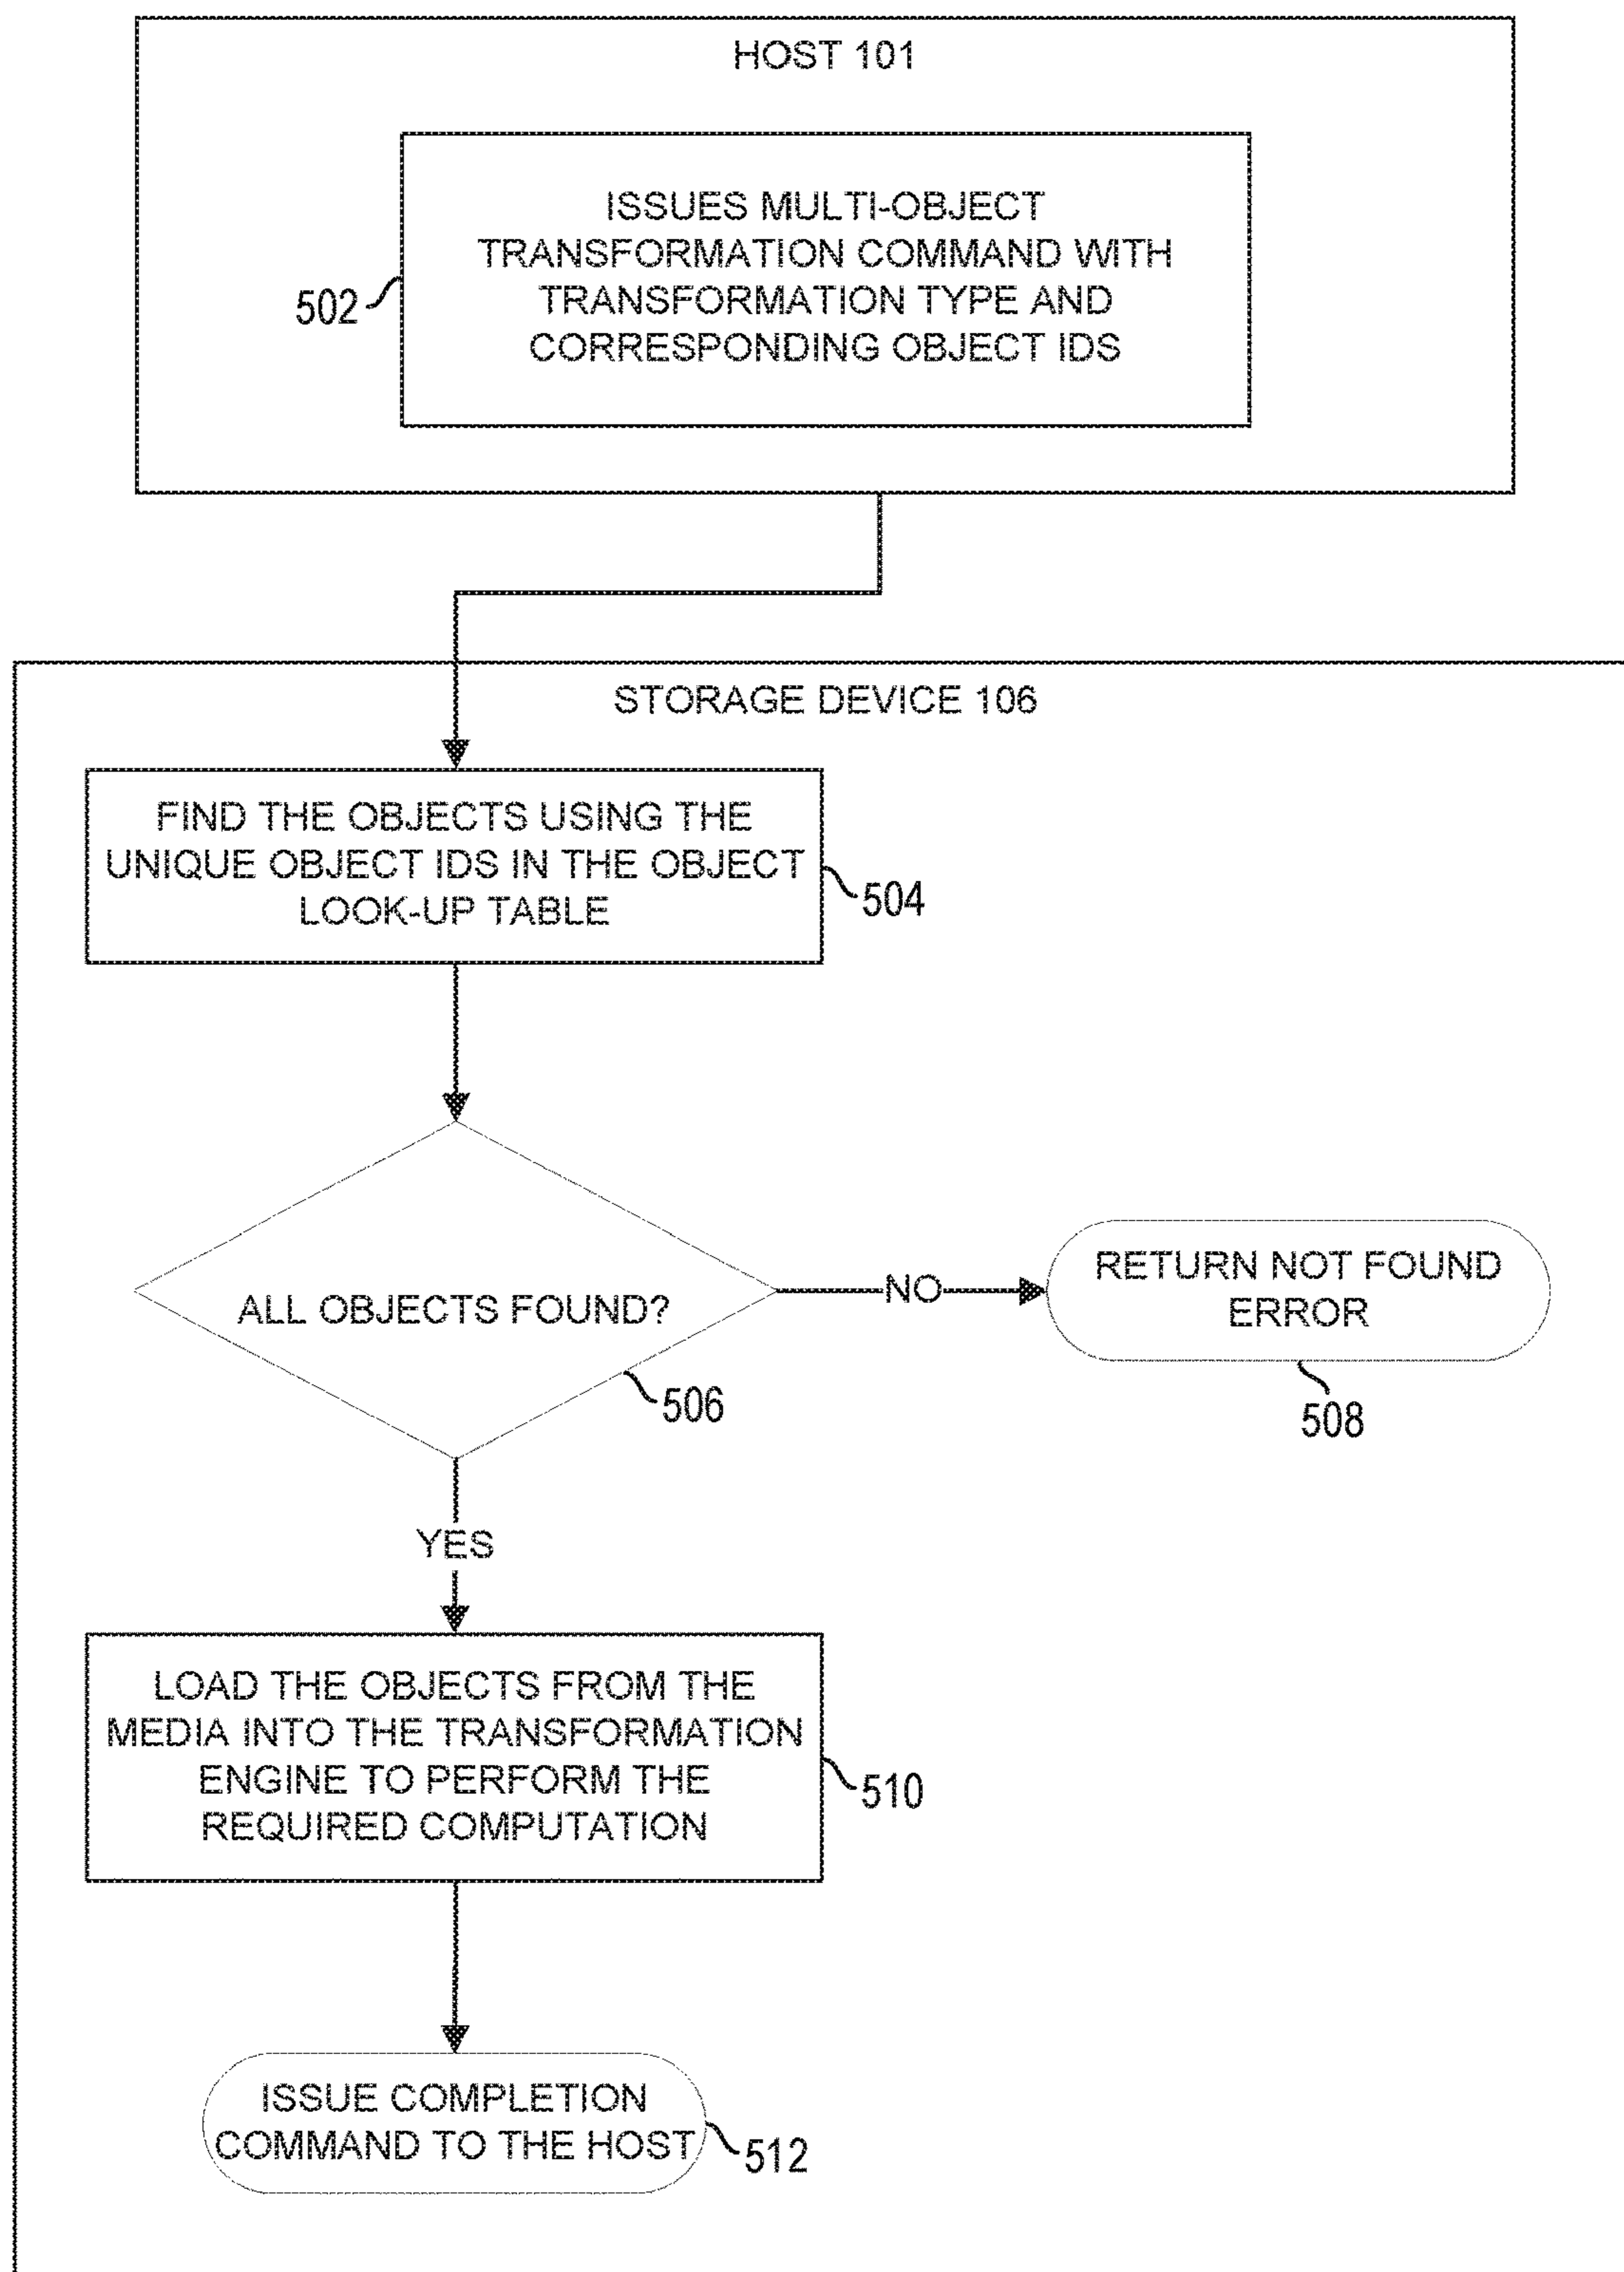 HOST 101
ISSUES MULTI-OBJECT
TRANSFORMATION COMMAND WITH
TRANSFORMATION TYPE AND
CORRESPONDING OBJECT IDS
502
STORAGE DEVICE 106
FIND THE OBJECTS USING THE
UNIQUE OBJECT IDS IN THE OBJECT
LOOK-UP TABLE
504
ALL OBJECTS FOUND?
506
NO
RETURN NOT FOUND
ERROR
508
YES
LOAD THE OBJECTS FROM THE
MEDIA INTO THE TRANSFORMATION
ENGINE TO PERFORM THE
REQUIRED COMPUTATION
510
ISSUE COMPLETION
COMMAND TO THE HOST
512